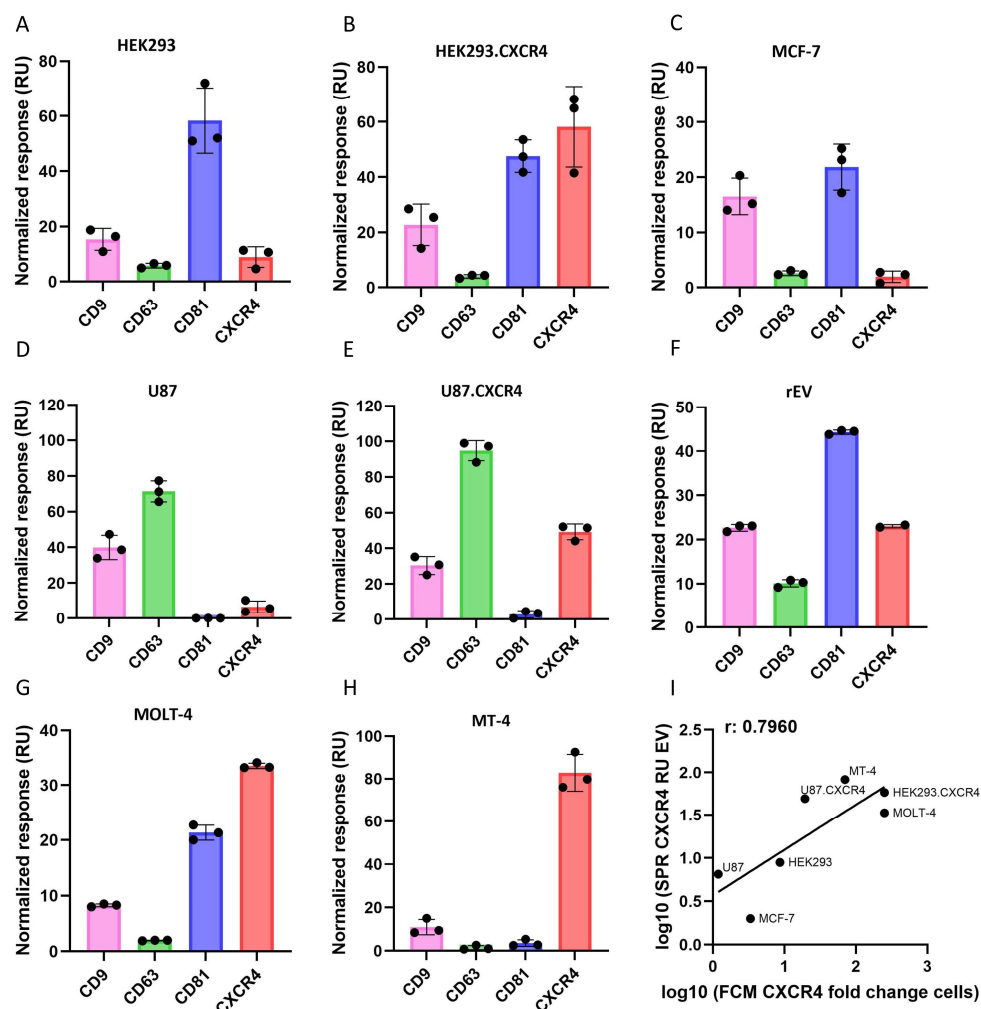 A
HEK293
Normalized response (RU)
80
60
40
20
0
CD9
CD63
CD81
CXCR4
B
HEK293.CXCR4
Normalized response (RU)
80
60
40
20
0
CD9
CD63
CD81
CXCR4
C
MCF-7
Normalized response (RU)
40
30
20
10
0
CD9
CD63
CD81
CXCR4
D
U87
Normalized response (RU)
120
100
80
60
40
20
0
CD9
CD63
CD81
CXCR4
E
U87.CXCR4
Normalized response (RU)
120
100
80
60
40
20
0
CD9
CD63
CD81
CXCR4
F
rEV
Normalized response (RU)
50
40
30
20
10
0
CD9
CD63
CD81
CXCR4
G
MOLT-4
Normalized response (RU)
40
30
20
10
0
CD9
CD63
CD81
CXCR4
H
MT-4
Normalized response (RU)
100
80
60
40
20
0
CD9
CD63
CD81
CXCR4
I
r: 0.7960
log10 (SPR CXCR4 RU EV)
2.5
2.0
1.5
1.0
0.5
0.0
MT-4
U87.CXCR4
HEK293.CXCR4
MOLT-4
U87
HEK293
MCF-7
0
1
2
3
log10 (FCM CXCR4 fold change cells)